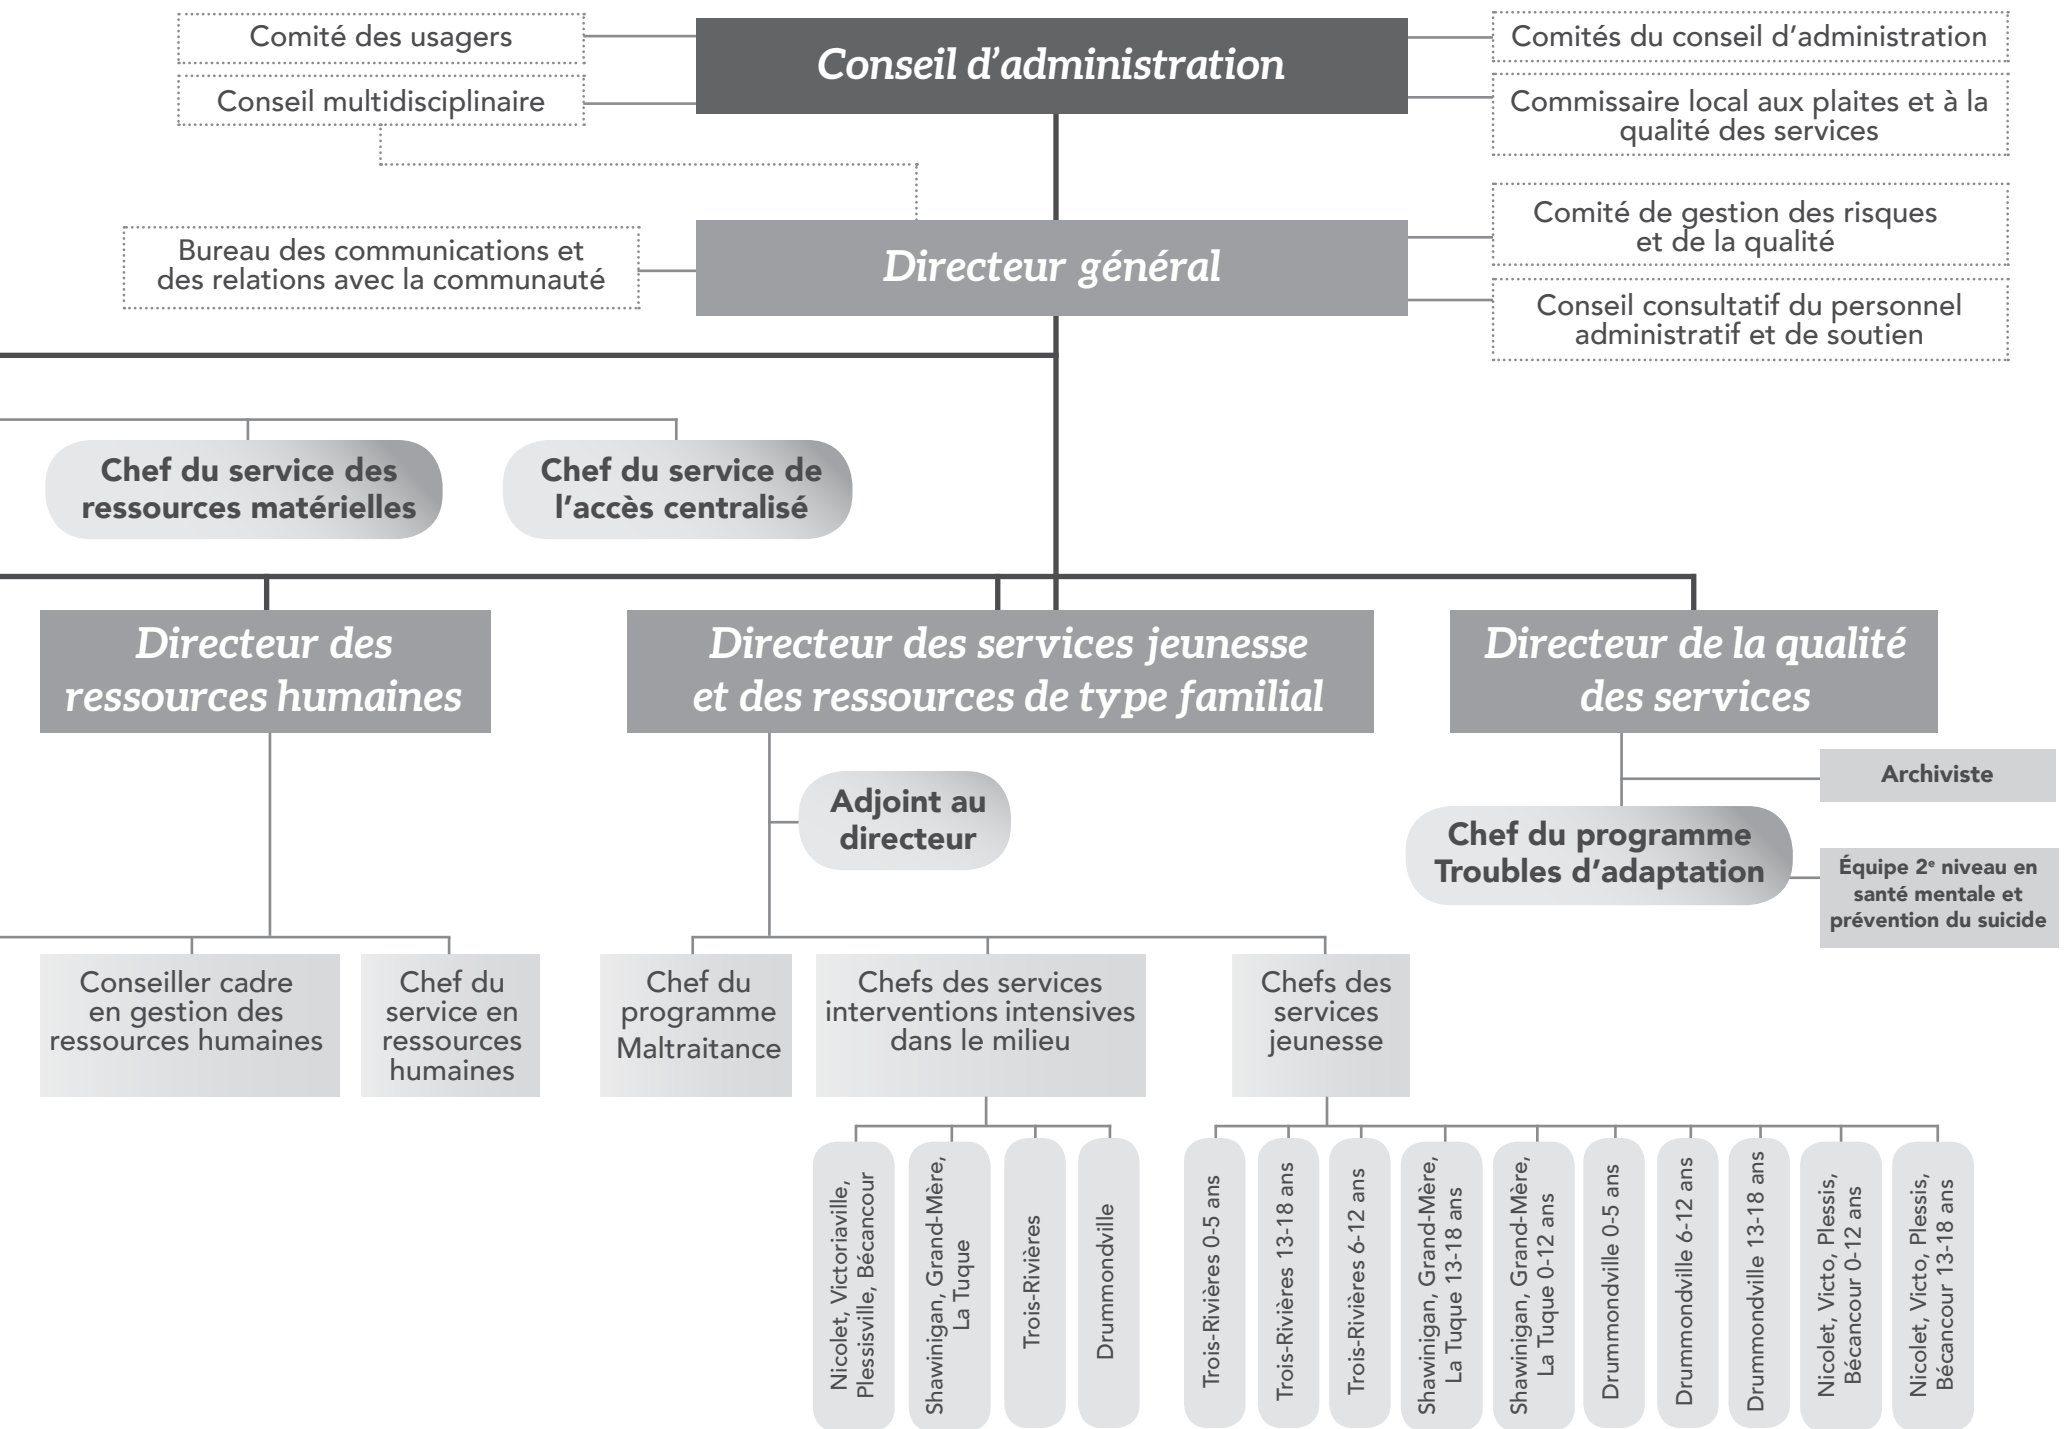 Comité des usagers
Conseil multidisciplinaire
Conseil d'administration
Comités du conseil d'administration
Commissaire local aux plaites et à la
qualité des services
Bureau des communications et
des relations avec la communauté
Directeur général
Comité de gestion des risques
et de la qualité
Conseil consultatif du personnel
administratif et de soutien
Chef du service des
ressources matérielles
Chef du service de
l'accès centralisé
Directeur des
ressources humaines
Directeur des services jeunesse
et des ressources de type familial
Directeur de la qualité
des services
Archiviste
Adjoint au
directeur
Chef du programme
Troubles d'adaptation
Équipe 2e niveau en
santé mentale et
prévention du suicide
Conseiller cadre
en gestion des
ressources humaines
Chef du
service en
ressources
humaines
Chef du
programme
Maltraitance
Chefs des services
interventions intensives
dans le milieu
Chefs des
services
jeunesse
Nicolet, Victoriaville,
Plessisville, Bécancour
Shawinigan, Grand-Mère,
La Tuque
Trois-Rivières
Drummondville
Trois-Rivières 0-5 ans
Trois-Rivières 13-18 ans
Trois-Rivières 6-12 ans
Shawinigan, Grand-Mère,
La Tuque 13-18 ans
Shawinigan, Grand-Mère,
La Tuque 0-12 ans
Drummondville 0-5 ans
Drummondville 6-12 ans
Drummondville 13-18 ans
Nicolet, Victo, Plessis,
Bécancour 0-12 ans
Nicolet, Victo, Plessis,
Bécancour 13-18 ans